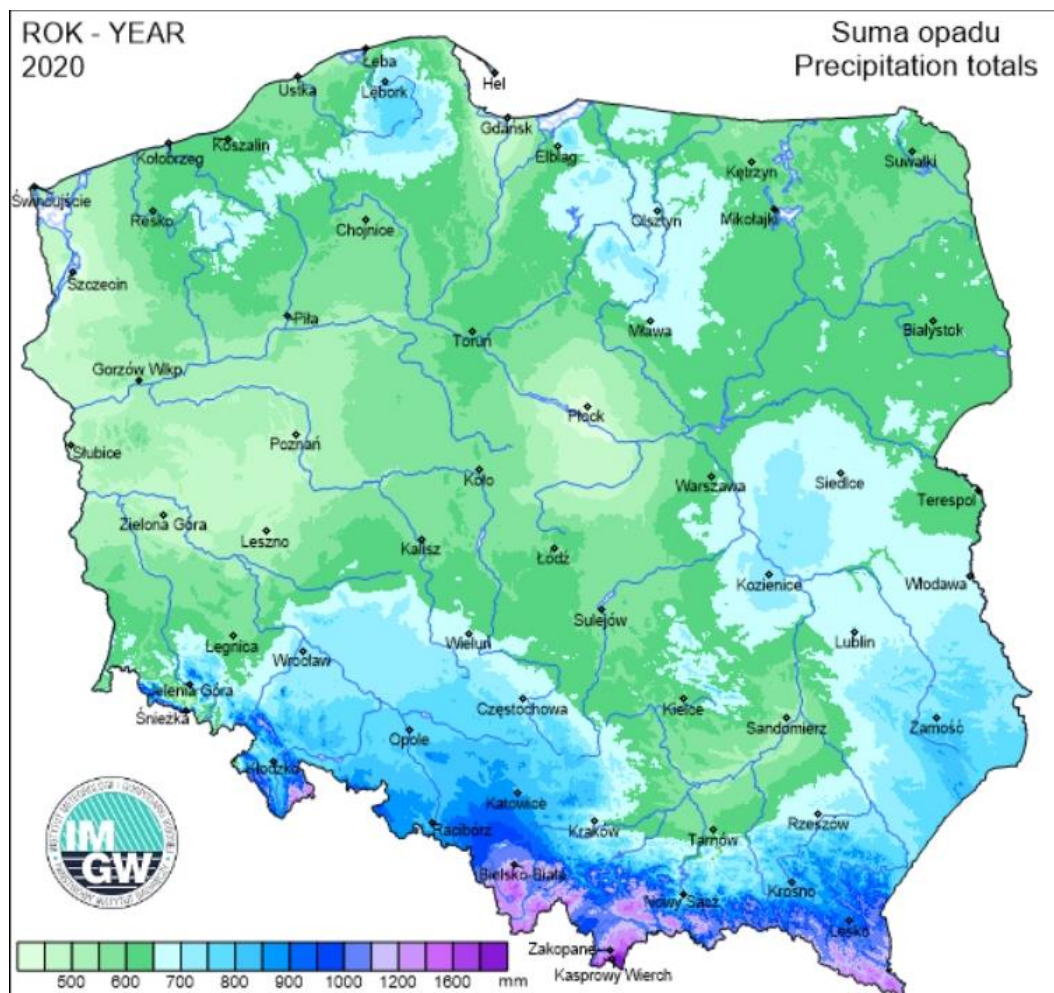 ROK - YEAR
2020
Suma opadu
Precipitation totals
Łeba
Hel
Ustka
Lębork
Gdańsk
Koszalin
Kołobrzeg
Elbląg
Suwałki
Kętrzyn
Świnoujście
Resko
Chojnice
Olsztyn
Mikołajki
Szczecin
Piła
Toruń
Mława
Białystok
Gorzów Wlkp.
Płock
Słubice
Poznań
Koło
Warszawa
Siedlce
Terespol
Zielona Góra
Leszno
Kalisz
Łódź
Kozienice
Włodawa
Sulejów
Legnica
Wrocław
Wieluń
Lublin
Jelenia Góra
Śnieżka
Częstochowa
Kielce
Sandomierz
Zamość
Opole
Kłodzko
Katowice
Racibórz
Kraków
Tarnów
Rzeszów
Bielsko-Biała
Nowy Sącz
Krosno
Lesko
Zakopane
Kasprowy Wierch
IM
GW
500 600 700 800 900 1000 1200 1600 mm